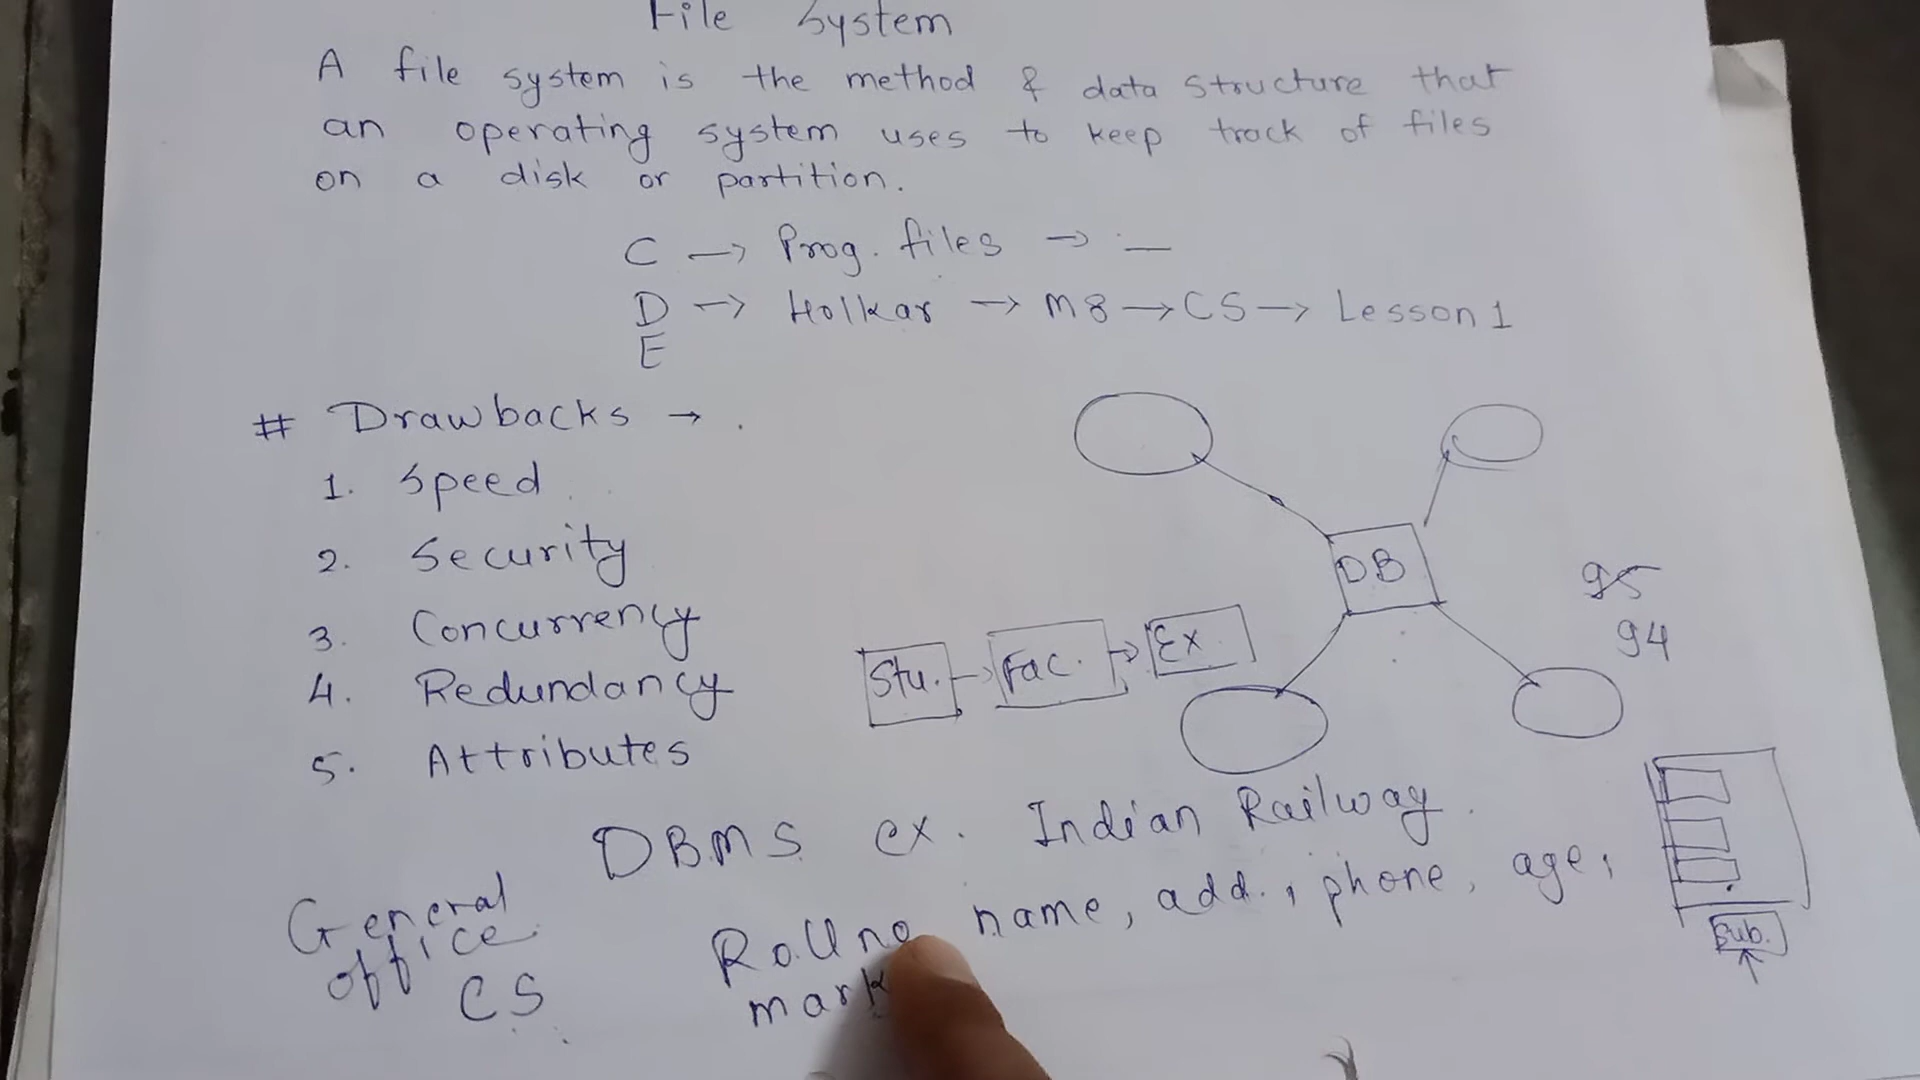 File System
A file system is the method & data structure that
an operating system uses to keep track of files
on a disk or partition.
C → Prog. files → —
D → Holkar → M8 → CS → Lesson 1
E
# Drawbacks →
1. Speed
2. Security
3. Concurrency
4. Redundancy
5. Attributes
DB
95
94
Stu. → Fac. → Ex.
DBMS ex. Indian Railway.
General
office
CS
Roll no name, add., phone, age,
mark
Sub.